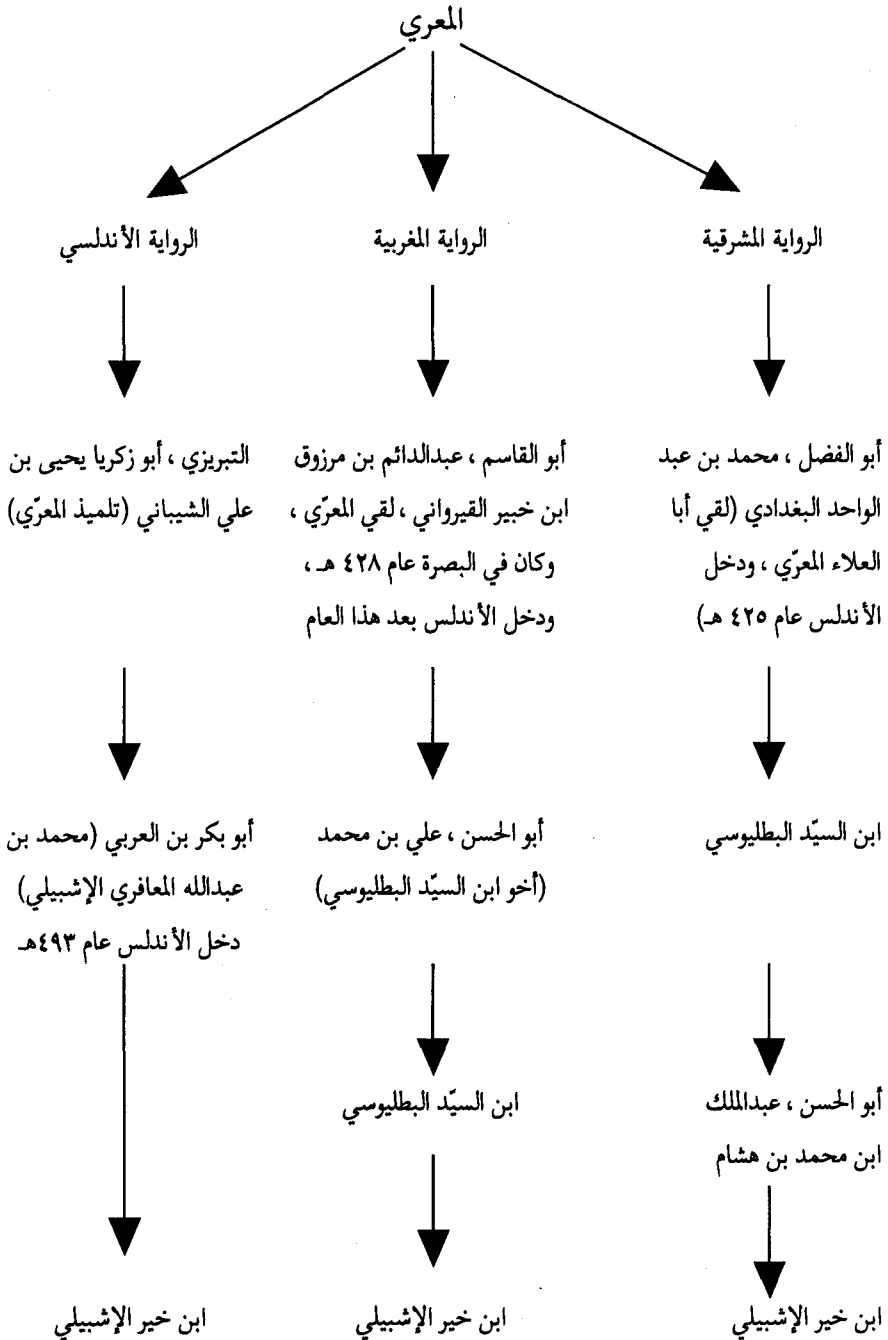 المعري
الرواية المشرقية
الرواية المغربية
الرواية الأندلسي
أبو الفضل ، محمد بن عبد
الواحد البغدادي (لقي أبا
العلاء المعرّي ، ودخل
الأندلس عام ٤٢٥ هـ)
أبو القاسم ، عبدالدائم بن مرزوق
ابن خبير القيرواني ، لقي المعرّي ،
وكان في البصرة عام ٤٢٨ هـ ،
ودخل الأندلس بعد هذا العام
التبريزي ، أبو زكريا يحيى بن
علي الشيباني (تلميذ المعرّي)
ابن السيّد البطليوسي
أبو الحسن ، علي بن محمد
(أخو ابن السيّد البطليوسي)
أبو بكر بن العربي (محمد بن
عبدالله المعافري الإشبيلي)
دخل الأندلس عام ٤٩٣هـ
أبو الحسن ، عبدالملك
ابن محمد بن هشام
ابن السيّد البطليوسي
ابن خير الإشبيلي
ابن خير الإشبيلي
ابن خير الإشبيلي